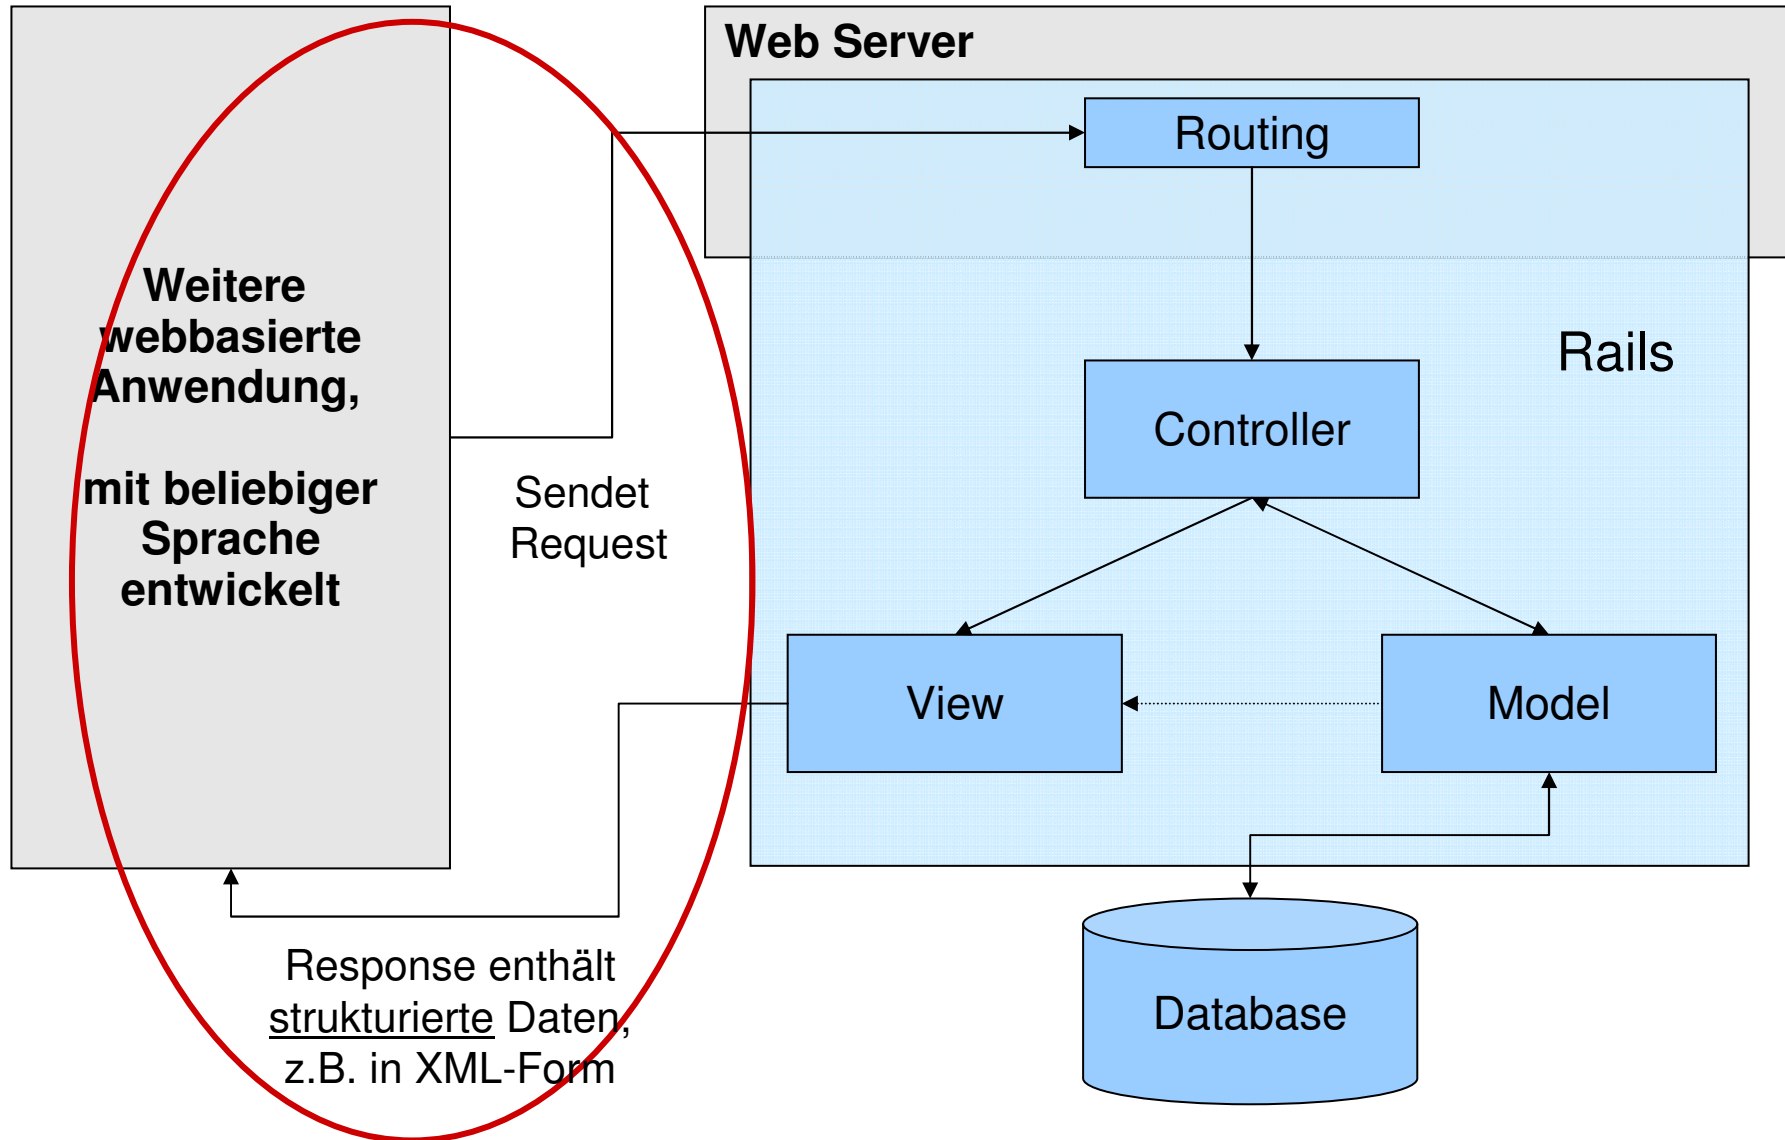 Web Server
Routing
Weitere
webbasierte
Anwendung,
mit beliebiger
Sprache
entwickelt
Rails
Controller
Sendet
Request
View
Model
Response enthält
strukturierte Daten,
z.B. in XML-Form
Database